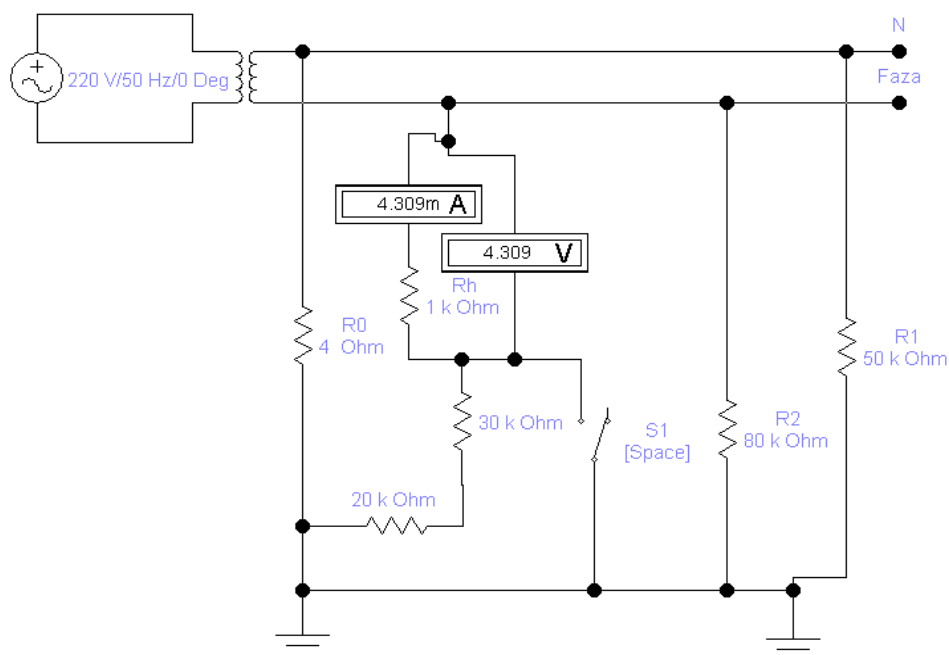 N
220 V/50 Hz/0 Deg
Faza
4.309m A
4.309 V
Rh
1 k Ohm
R0
4 Ohm
R1
50 k Ohm
30 k Ohm
S1
[Space]
R2
80 k Ohm
20 k Ohm